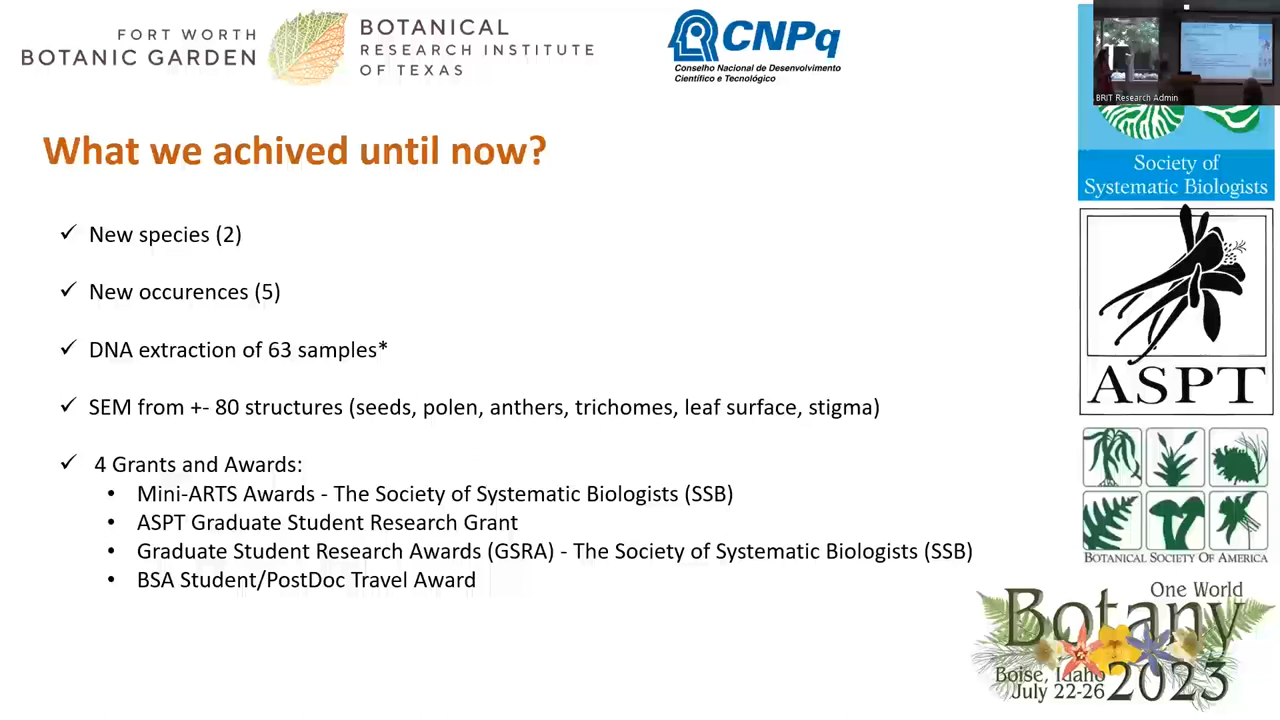 FORT WORTH
BOTANIC GARDEN
BOTANICAL
RESEARCH INSTITUTE
OF TEXAS
CNPq
Conselho Nacional de Desenvolvimento
Científico e Tecnológico
BRIT Research Admin
What we achived until now?
✓ New species (2)
✓ New occurences (5)
✓ DNA extraction of 63 samples*
✓ SEM from +- 80 structures (seeds, polen, anthers, trichomes, leaf surface, stigma)
✓ 4 Grants and Awards:
• Mini-ARTS Awards - The Society of Systematic Biologists (SSB)
• ASPT Graduate Student Research Grant
• Graduate Student Research Awards (GSRA) - The Society of Systematic Biologists (SSB)
• BSA Student/PostDoc Travel Award
Society of
Systematic Biologists
ASPT
BOTANICAL SOCIETY OF AMERICA
One World
Botany
Boise, Idaho
July 22-26
2023